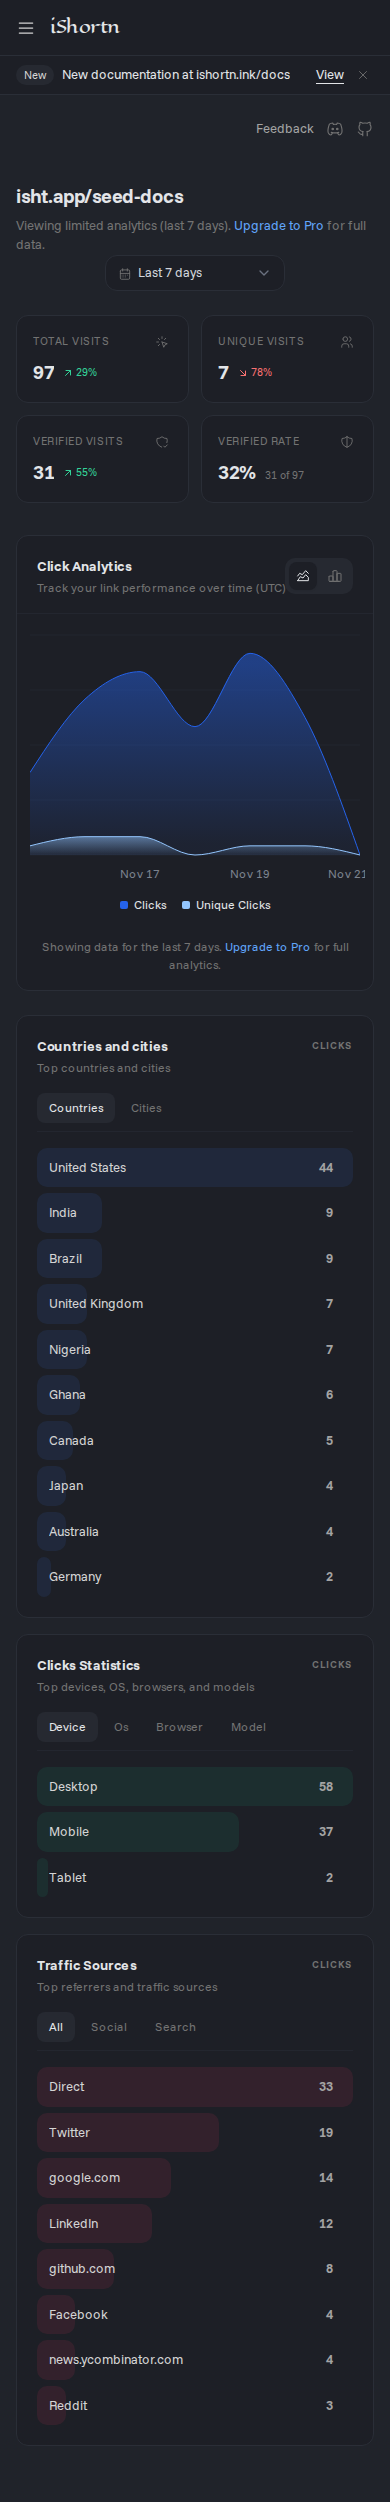 iShortn
New New documentation at ishortn.ink/docs View
Feedback
isht.app/seed-docs
Viewing limited analytics (last 7 days). Upgrade to Pro for full
data.
Last 7 days
TOTAL VISITS
97 29%
UNIQUE VISITS
7 78%
VERIFIED VISITS
31 55%
VERIFIED RATE
32% 31 of 97
Click Analytics
Track your link performance over time (UTC)
Nov 17 Nov 19 Nov 21
Clicks Unique Clicks
Showing data for the last 7 days. Upgrade to Pro for full
analytics.
Countries and cities CLICKS
Top countries and cities
Countries Cities
United States 44
India 9
Brazil 9
United Kingdom 7
Nigeria 7
Ghana 6
Canada 5
Japan 4
Australia 4
Germany 2
Clicks Statistics CLICKS
Top devices, OS, browsers, and models
Device Os Browser Model
Desktop 58
Mobile 37
Tablet 2
Traffic Sources CLICKS
Top referrers and traffic sources
All Social Search
Direct 33
Twitter 19
google.com 14
LinkedIn 12
github.com 8
Facebook 4
news.ycombinator.com 4
Reddit 3